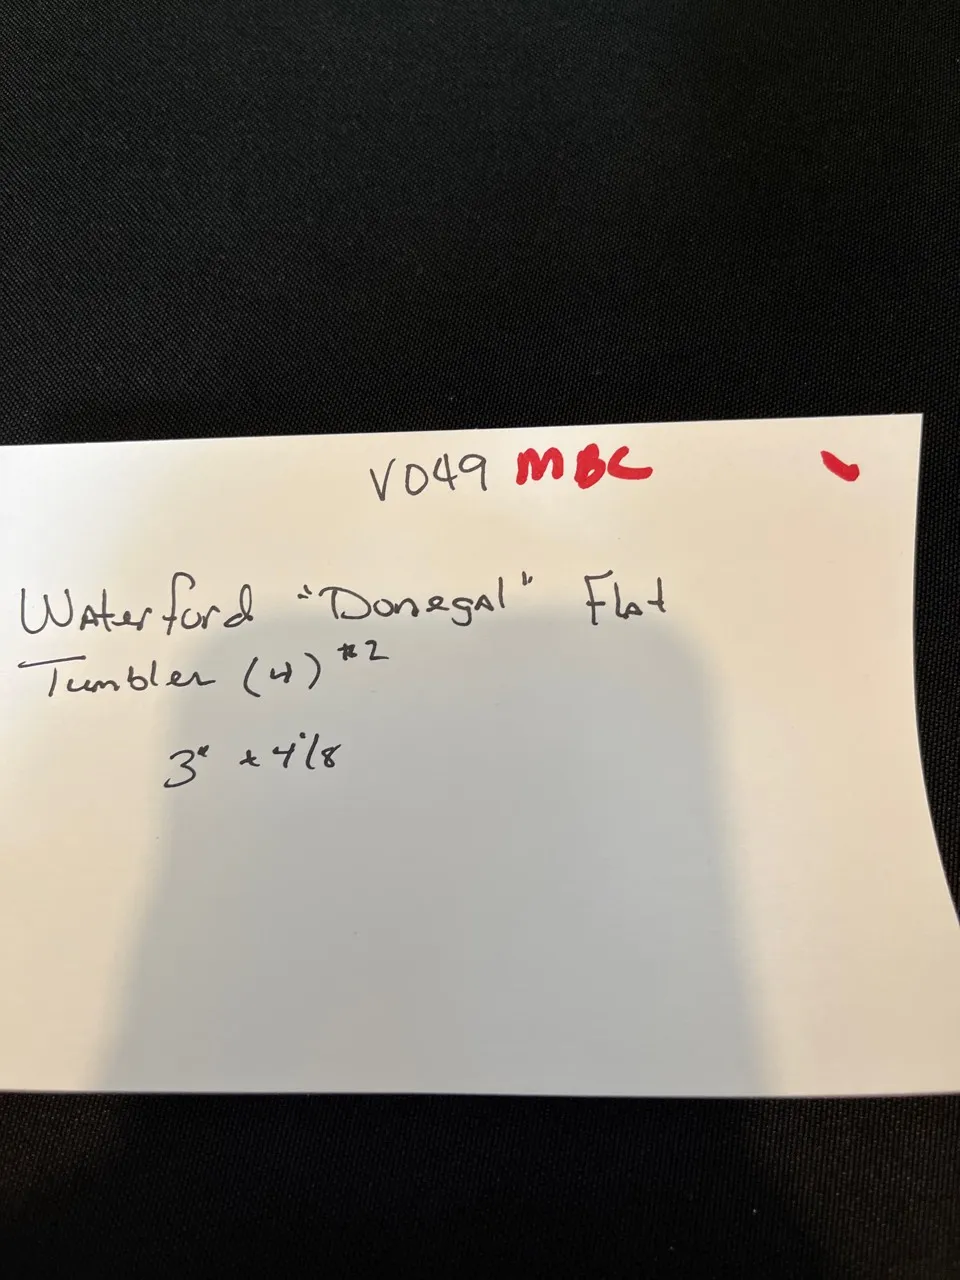 V049 MBC
Waterford "Donegal" Flat
Tumbler (4) #2
3" x 4 1/8